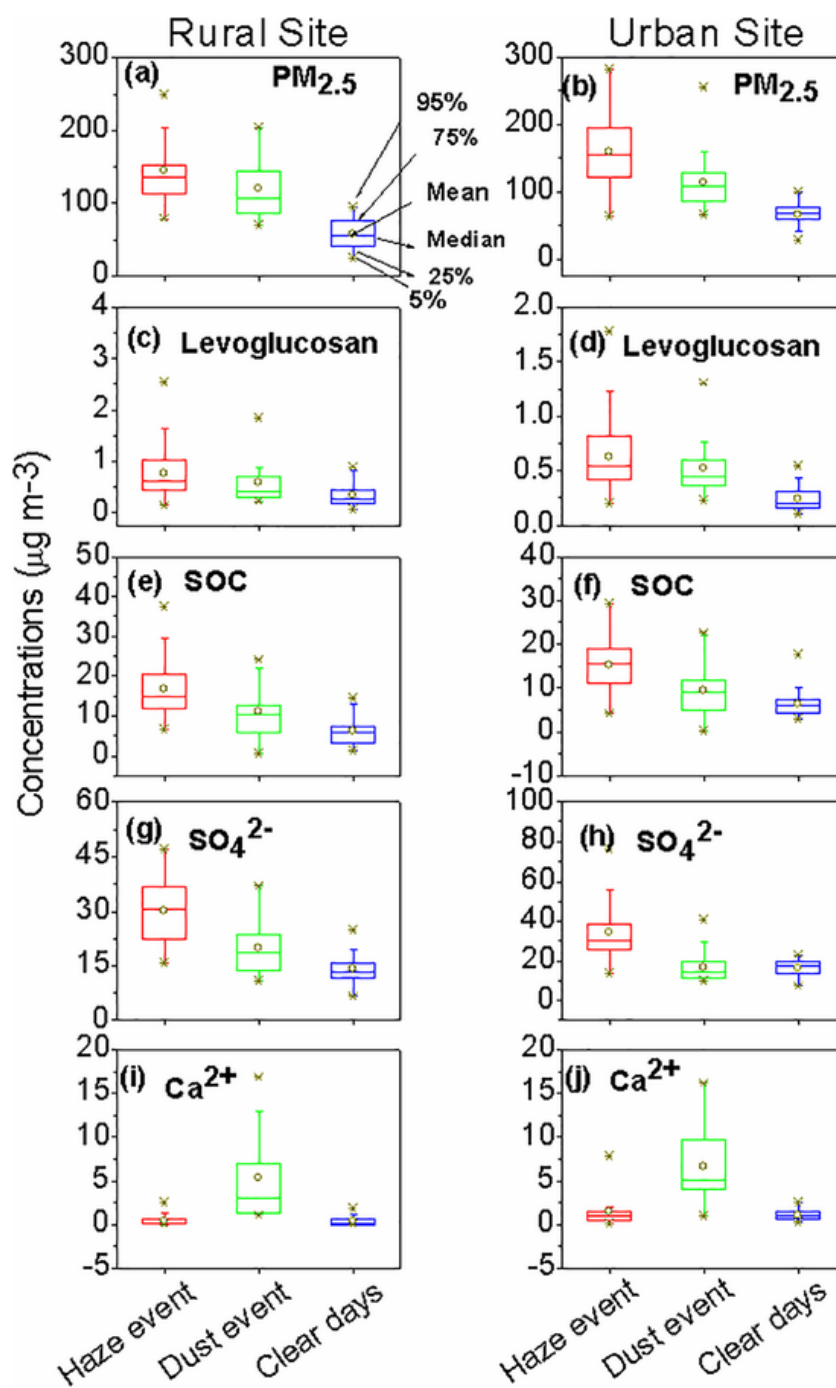 Rural Site
Urban Site
(a) PM2.5
300
200
100
0
95%
75%
Mean
Median
25%
5%
(b) PM2.5
300
200
100
0
(c) Levoglucosan
4
3
2
1
0
(d) Levoglucosan
2.0
1.5
1.0
0.5
0.0
Concentrations (μg m-3)
(e) SOC
50
40
30
20
10
0
(f) SOC
40
30
20
10
0
-10
(g) SO4 2-
60
45
30
15
0
(h) SO4 2-
100
80
60
40
20
0
(i) Ca2+
20
15
10
5
0
-5
(j) Ca2+
20
15
10
5
0
-5
Haze event
Dust event
Clear days
Haze event
Dust event
Clear days